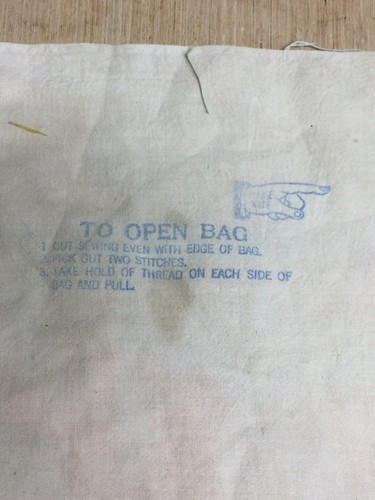 TO OPEN BAG
1 CUT SEWING EVEN WITH EDGE OF BAG.
2. PICK OUT TWO STITCHES.
3. TAKE HOLD OF THREAD ON EACH SIDE OF
BAG AND PULL.